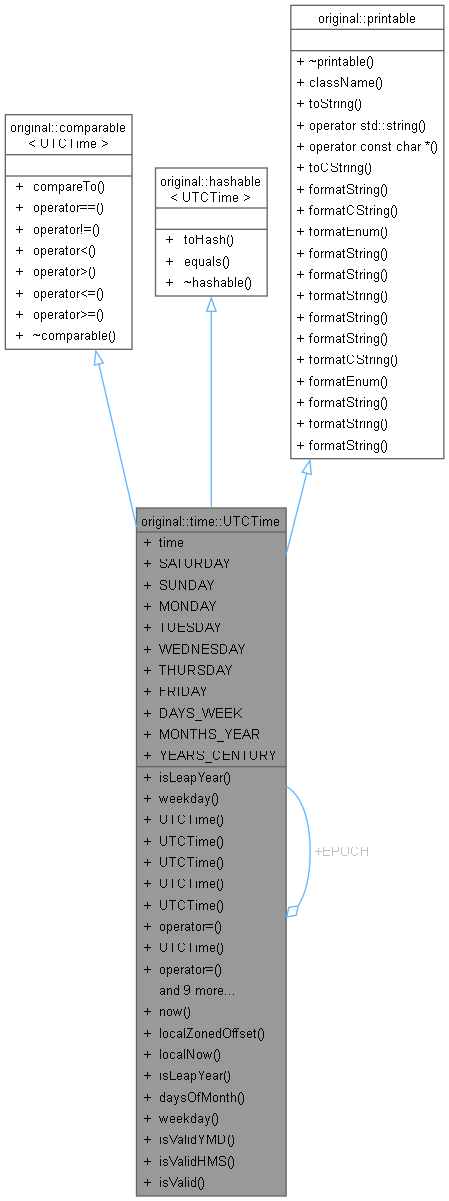 original::printable
+ ~printable()
+ className()
+ toString()
+ operator std::string()
+ operator const char *()
+ toCString()
+ formatString()
+ formatCString()
+ formatEnum()
+ formatString()
+ formatString()
+ formatString()
+ formatString()
+ formatString()
+ formatCString()
+ formatEnum()
+ formatString()
+ formatString()
+ formatString()
original::comparable
< UTCTime >
+ compareTo()
+ operator==()
+ operator!=()
+ operator<()
+ operator>()
+ operator<=()
+ operator>=()
+ ~comparable()
original::hashable
< UTCTime >
+ toHash()
+ equals()
+ ~hashable()
original::time::UTCTime
+ time
+ SATURDAY
+ SUNDAY
+ MONDAY
+ TUESDAY
+ WEDNESDAY
+ THURSDAY
+ FRIDAY
+ DAYS_WEEK
+ MONTHS_YEAR
+ YEARS_CENTURY
+ isLeapYear()
+ weekday()
+ UTCTime()
+ UTCTime()
+ UTCTime()
+ UTCTime()
+ UTCTime()
+ operator=()
+ UTCTime()
+ operator=()
and 9 more...
+ now()
+ localZonedOffset()
+ localNow()
+ isLeapYear()
+ daysOfMonth()
+ weekday()
+ isValidYMD()
+ isValidHMS()
+ isValid()
+EPOCH